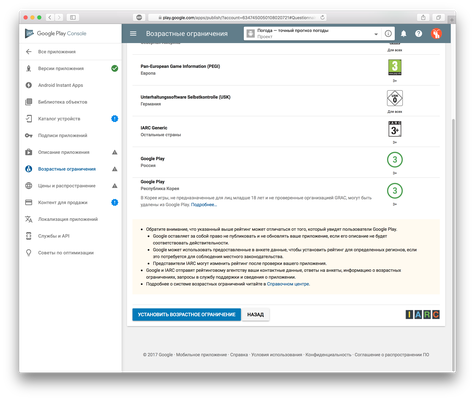 play.google.com/apps/publish/?account=8347450050108020721#Question
Google Play Console
Возрастные ограничения
Погода — точный прогноз погоды
Проект
Все приложения
Версии приложения
Android Instant Apps
Библиотека объектов
Каталог устройств
Подписи приложений
Описание приложения
Возрастные ограничения
Цены и распространение
Контент для продажи
Локализация приложений
Службы и API
Советы по оптимизации
Для всех
Pan-European Game Information (PEGI)
Европа
3
3+
Unterhaltungssoftware Selbstkontrolle (USK)
Германия
0
Для всех
IARC Generic
Остальные страны
IARC
3+
3+
Google Play
Россия
3
3+
Google Play
Республика Корея
3
3+
В Корее игры, не предназначенные для лиц младше 18 лет и не проверенные организацией GRAC, могут быть
удалены из Google Play. Подробнее...
Обратите внимание, что указанный выше рейтинг может отличаться от того, который увидят пользователи Google Play.
Google оставляет за собой право не публиковать и не обновлять ваше приложение, если его описание не будет
соответствовать действительности.
Google может использовать предоставленные в анкете данные, чтобы установить рейтинг для определенных регионов, если
это потребуется для соблюдения местного законодательства.
Представители IARC могут изменить рейтинг после проверки вашего приложения.
Google и IARC отправят рейтинговому агентству ваши контактные данные, ответы на анкеты, информацию о возрастных
ограничениях, запросы в службу поддержки и сведения о приложении.
Подробнее о системе возрастных ограничений читайте в Справочном центре.
УСТАНОВИТЬ ВОЗРАСТНОЕ ОГРАНИЧЕНИЕ
НАЗАД
IARC
© 2017 Google · Мобильное приложение · Справка · Условия использования · Конфиденциальность · Соглашение о распространении ПО